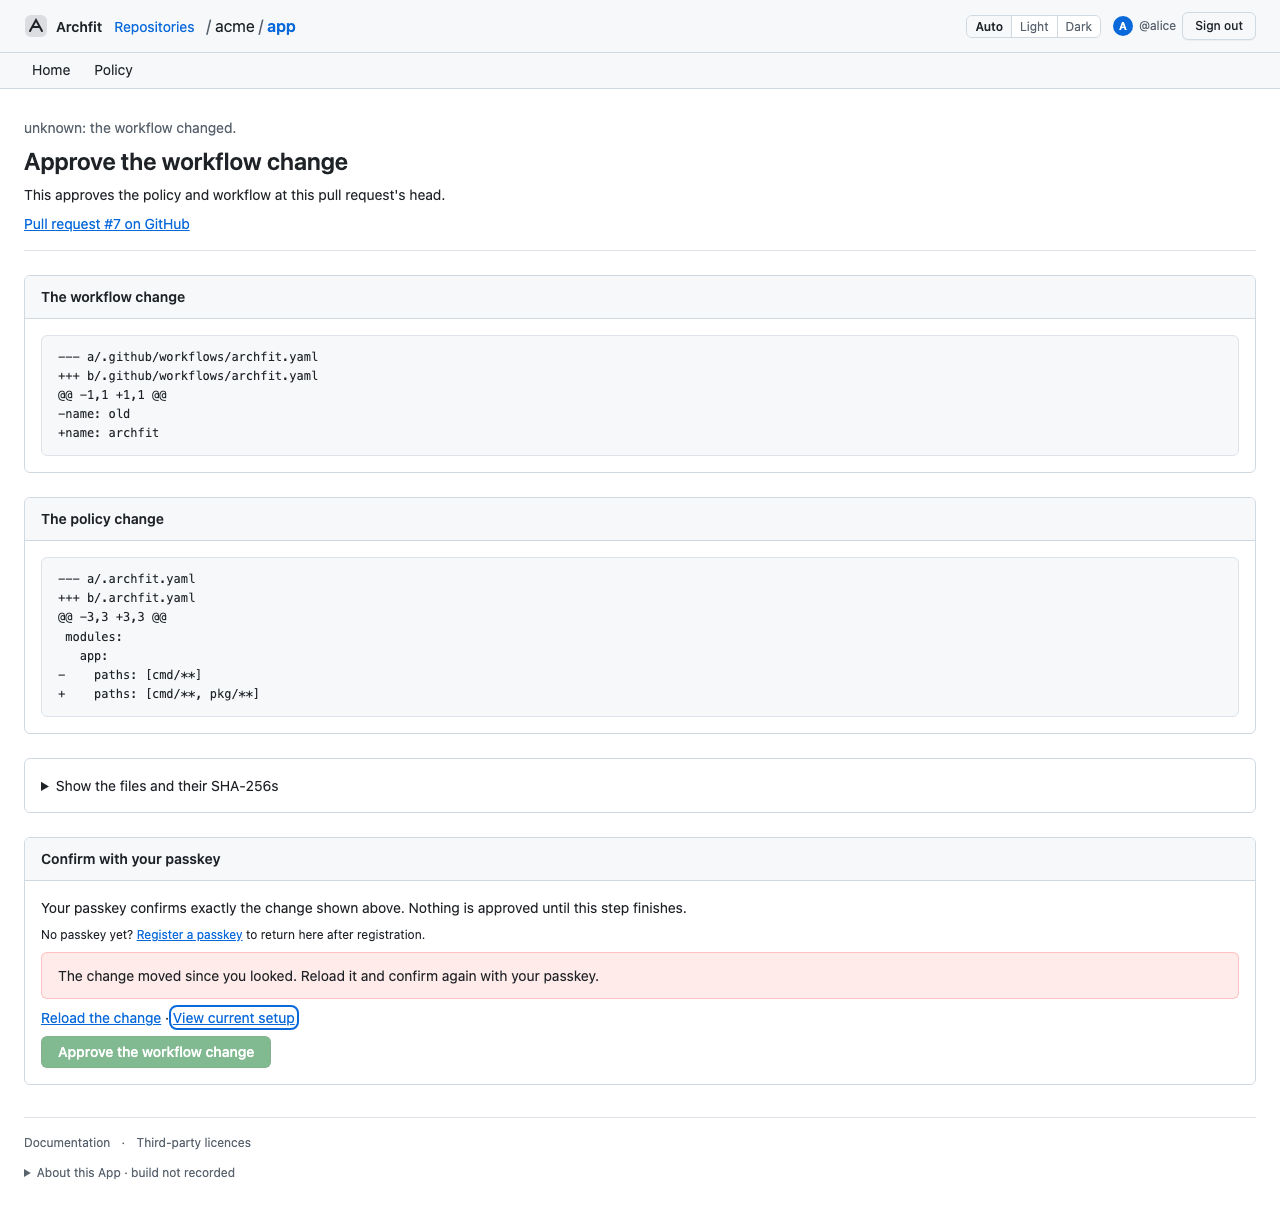 Archfit Repositories / acme / app
Auto Light Dark A @alice Sign out
Home Policy
unknown: the workflow changed.
Approve the workflow change
This approves the policy and workflow at this pull request's head.
Pull request #7 on GitHub
The workflow change
--- a/.github/workflows/archfit.yaml
+++ b/.github/workflows/archfit.yaml
@@ -1,1 +1,1 @@
-name: old
+name: archfit
The policy change
--- a/.archfit.yaml
+++ b/.archfit.yaml
@@ -3,3 +3,3 @@
 modules:
   app:
-    paths: [cmd/**]
+    paths: [cmd/**, pkg/**]
Show the files and their SHA-256s
Confirm with your passkey
Your passkey confirms exactly the change shown above. Nothing is approved until this step finishes.
No passkey yet? Register a passkey to return here after registration.
The change moved since you looked. Reload it and confirm again with your passkey.
Reload the change · View current setup
Approve the workflow change
Documentation · Third-party licences
About this App · build not recorded